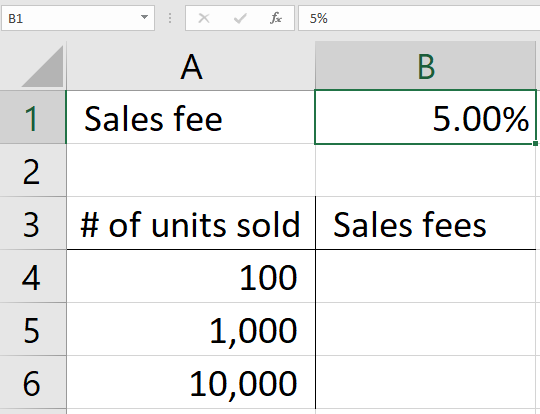 B1 fx 5%
A B
1 Sales fee 5.00%
2
3 # of units sold Sales fees
4 100
5 1,000
6 10,000